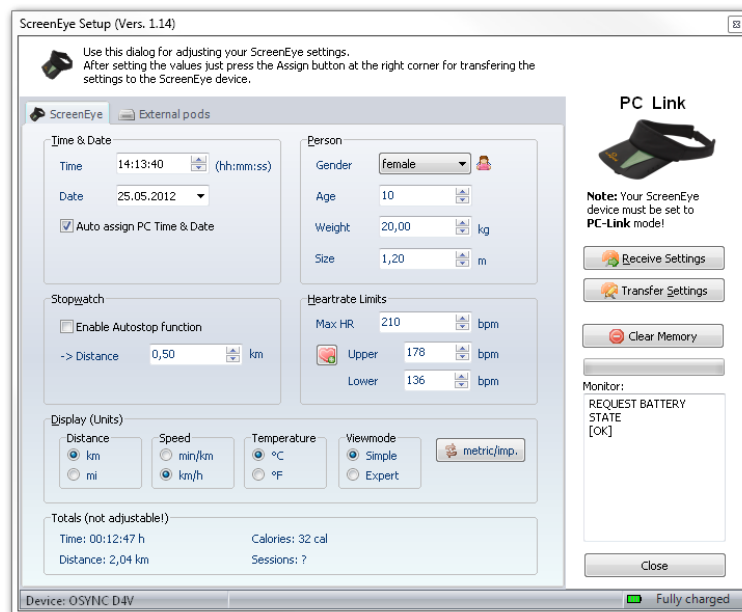 ScreenEye Setup (Vers. 1.14)
Use this dialog for adjusting your ScreenEye settings.
After setting the values just press the Assign button at the right corner for transfering the
settings to the ScreenEye device.
ScreenEye
External pods
Time & Date
Time 14:13:40 (hh:mm:ss)
Date 25.05.2012
Auto assign PC Time & Date
Person
Gender female
Age 10
Weight 20,00 kg
Size 1,20 m
Stopwatch
Enable Autostop function
-> Distance 0,50 km
Heartrate Limits
Max HR 210 bpm
Upper 178 bpm
Lower 136 bpm
Display (Units)
Distance
km
mi
Speed
min/km
km/h
Temperature
°C
°F
Viewmode
Simple
Expert
metric/imp.
Totals (not adjustable!)
Time: 00:12:47 h
Calories: 32 cal
Distance: 2,04 km
Sessions: ?
PC Link
Note: Your ScreenEye
device must be set to
PC-Link mode!
Receive Settings
Transfer Settings
Clear Memory
Monitor:
REQUEST BATTERY
STATE
[OK]
Close
Device: OSYNC D4V
Fully charged